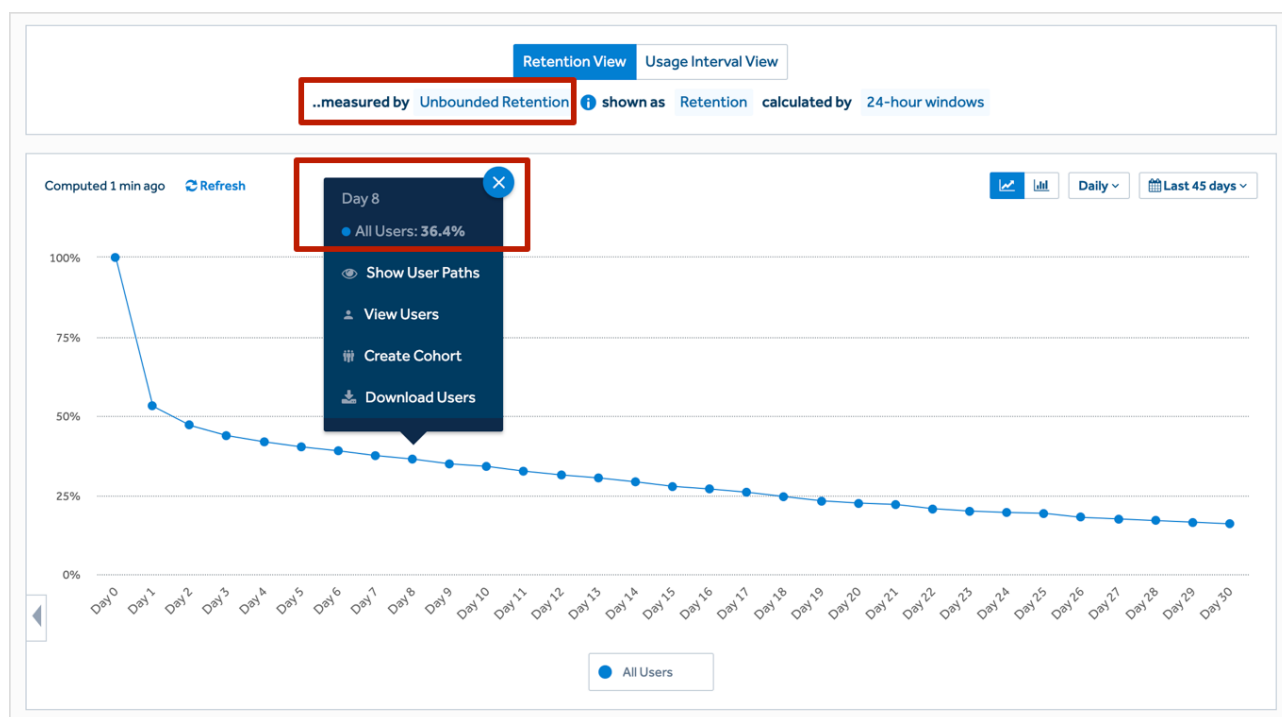 Retention View Usage Interval View
..measured by Unbounded Retention i shown as Retention calculated by 24-hour windows
Computed 1 min ago Refresh
Daily
Last 45 days
Day 8
All Users: 36.4%
Show User Paths
View Users
Create Cohort
Download Users
100%
75%
50%
25%
0%
Day 0 Day 1 Day 2 Day 3 Day 4 Day 5 Day 6 Day 7 Day 8 Day 9 Day 10 Day 11 Day 12 Day 13 Day 14 Day 15 Day 16 Day 17 Day 18 Day 19 Day 20 Day 21 Day 22 Day 23 Day 24 Day 25 Day 26 Day 27 Day 28 Day 29 Day 30
All Users